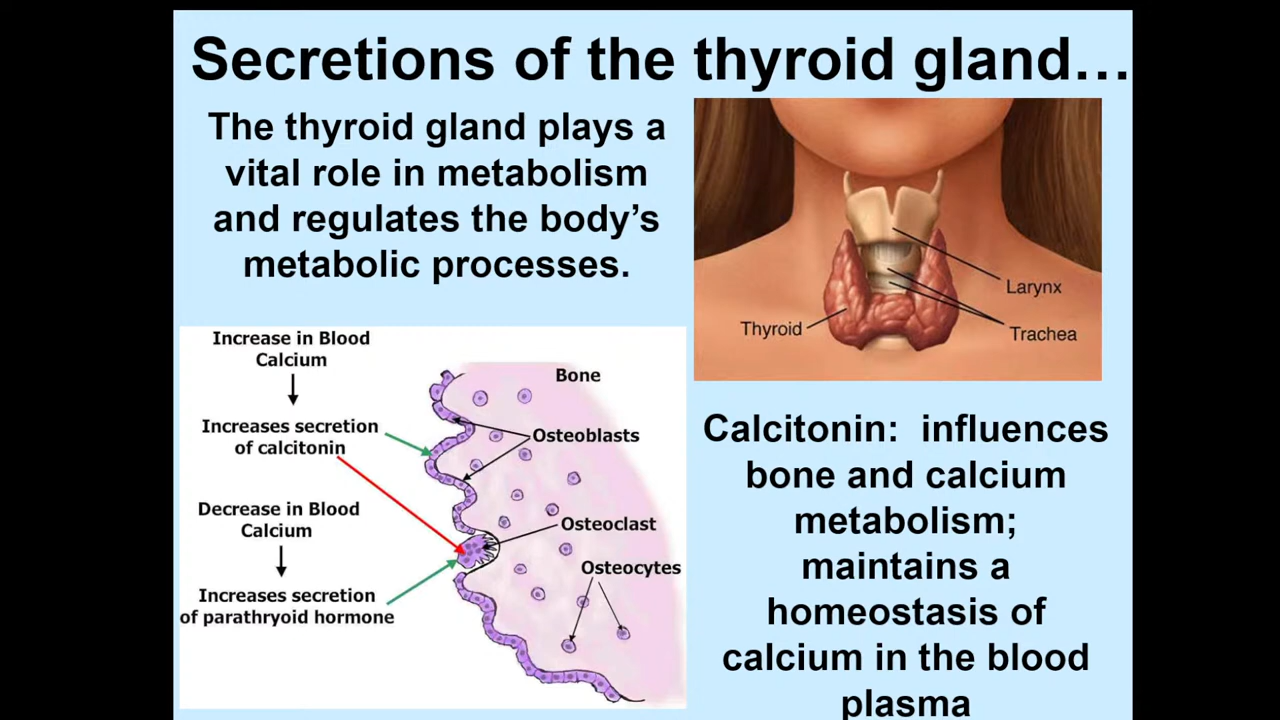 Secretions of the thyroid gland…
The thyroid gland plays a
vital role in metabolism
and regulates the body’s
metabolic processes.
Larynx
Thyroid
Trachea
Increase in Blood
Calcium
Increases secretion
of calcitonin
Decrease in Blood
Calcium
Increases secretion
of parathryoid hormone
Bone
Osteoblasts
Osteoclast
Osteocytes
Calcitonin: influences
bone and calcium
metabolism;
maintains a
homeostasis of
calcium in the blood
plasma